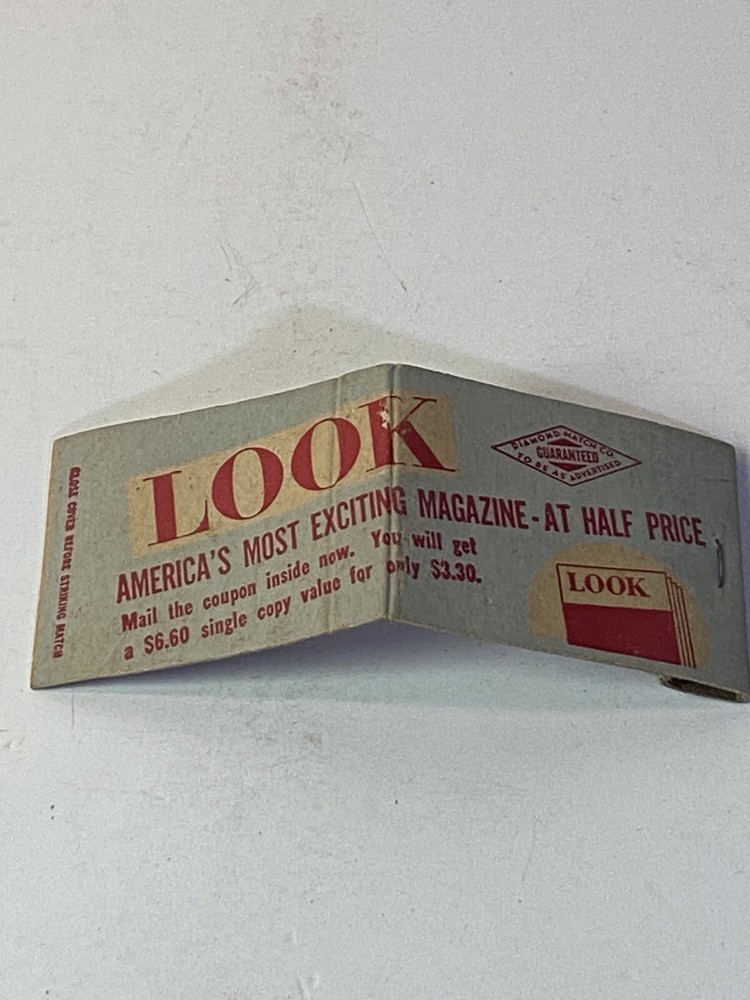 CLOSE COVER BEFORE STRIKING MATCH
LOOK
AMERICA'S MOST EXCITING MAGAZINE-AT HALF PRICE
Mail the coupon inside now. You will get
a $6.60 single copy value for only $3.30.
DIAMOND MATCH CO.
GUARANTEED
TO BE AS ADVERTISED
LOOK